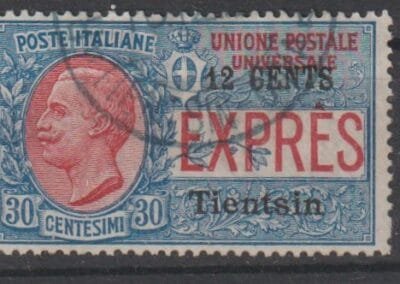 POSTE ITALIANE
UNIONE POSTALE
UNIVERSALE
12 CENTS
EXPRÈS
Tientsin
30 CENTESIMI 30